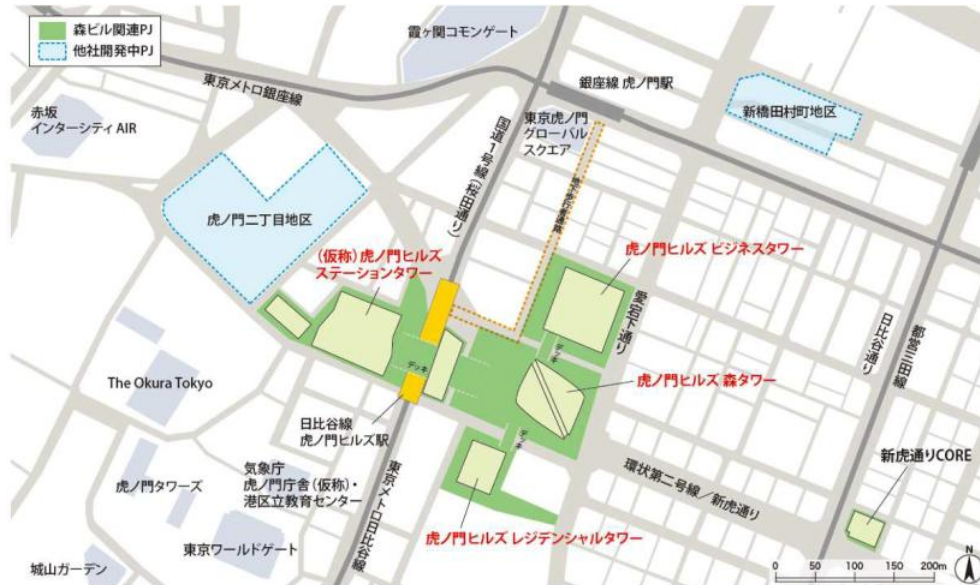 森ビル関連PJ
他社開発中PJ
霞ヶ関コモンゲート
東京メトロ銀座線
銀座線 虎ノ門駅
新橋田村町地区
赤坂
インターシティ AIR
国道1号線(桜田通り)
東京虎ノ門
グローバル
スクエア
地下歩行者通路
虎ノ門二丁目地区
(仮称)虎ノ門ヒルズ
ステーションタワー
虎ノ門ヒルズ ビジネスタワー
愛宕下通り
日比谷通り
都営三田線
デッキ
虎ノ門ヒルズ 森タワー
The Okura Tokyo
デッキ
日比谷線
虎ノ門ヒルズ駅
デッキ
虎ノ門タワーズ
気象庁
虎ノ門庁舎(仮称)・
港区立教育センター
東京メトロ日比谷線
環状第二号線/新虎通り
新虎通りCORE
東京ワールドゲート
虎ノ門ヒルズ レジデンシャルタワー
城山ガーデン
N
0 50 100 150 200m